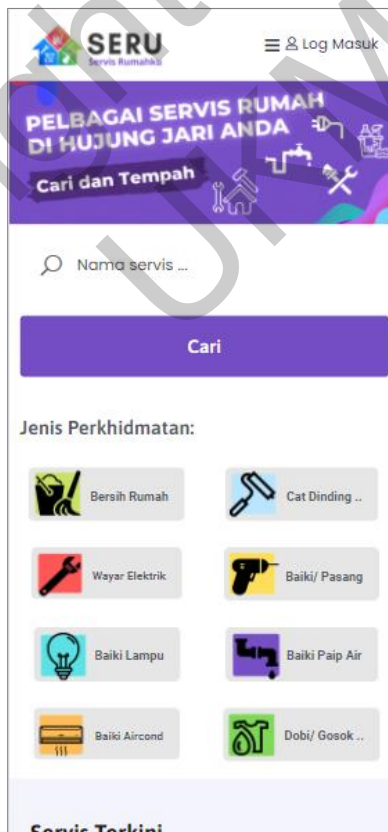 SERU
Servis Rumahku
Log Masuk
PELBAGAI SERVIS RUMAH
DI HUJUNG JARI ANDA
Cari dan Tempah
Nama servis ...
Cari
Jenis Perkhidmatan:
Bersih Rumah
Cat Dinding ..
Wayar Elektrik
Baiki/ Pasang
Baiki Lampu
Baiki Paip Air
Baiki Aircond
Dobi/ Gosok ..
Servis Terkini